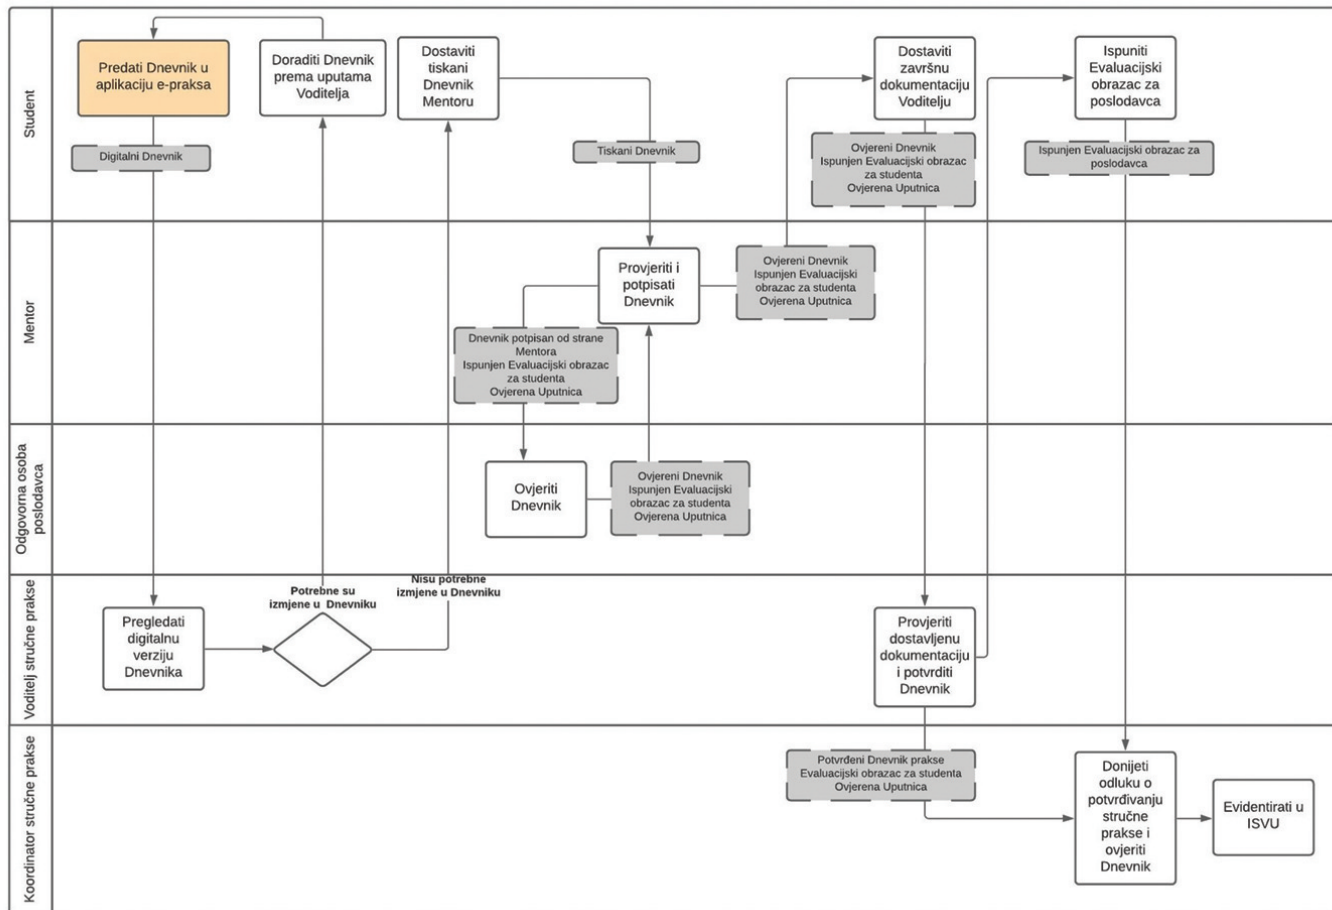 Student
Predati Dnevnik u
aplikaciju e-praksa
Doraditi Dnevnik
prema uputama
Voditelja
Dostaviti
tiskani
Dnevnik
Mentoru
Dostaviti
završnu
dokumentaciju
Voditelju
Ispuniti
Evaluacijski
obrazac za
poslodavca
Digitalni Dnevnik
Tiskani Dnevnik
Ovjereni Dnevnik
Ispunjen Evaluacijski obrazac
za studenta
Ovjerena Uputnica
Ispunjen Evaluacijski obrazac za
poslodavca
Mentor
Provjeriti i
potpisati
Dnevnik
Ovjereni Dnevnik
Ispunjen Evaluacijski
obrazac za studenta
Ovjerena Uputnica
Dnevnik potpisan od strane
Mentora
Ispunjen Evaluacijski obrazac
za studenta
Ovjerena Uputnica
Odgovorna osoba
poslodavca
Ovjeriti
Dnevnik
Ovjereni Dnevnik
Ispunjen Evaluacijski
obrazac za studenta
Ovjerena Uputnica
Voditelj stručne prakse
Pregledati
digitalnu
verziju
Dnevnika
Potrebne su
izmjene u Dnevniku
Nisu potrebne
izmjene u Dnevniku
Provjeriti
dostavljenu
dokumentaciju
i potvrditi
Dnevnik
Koordinator stručne prakse
Potvrđeni Dnevnik prakse
Evaluacijski obrazac za studenta
Ovjerena Uputnica
Donijeti
odluku o
potvrđivanju
stručne
prakse i
ovjeriti
Dnevnik
Evidentirati u
ISVU